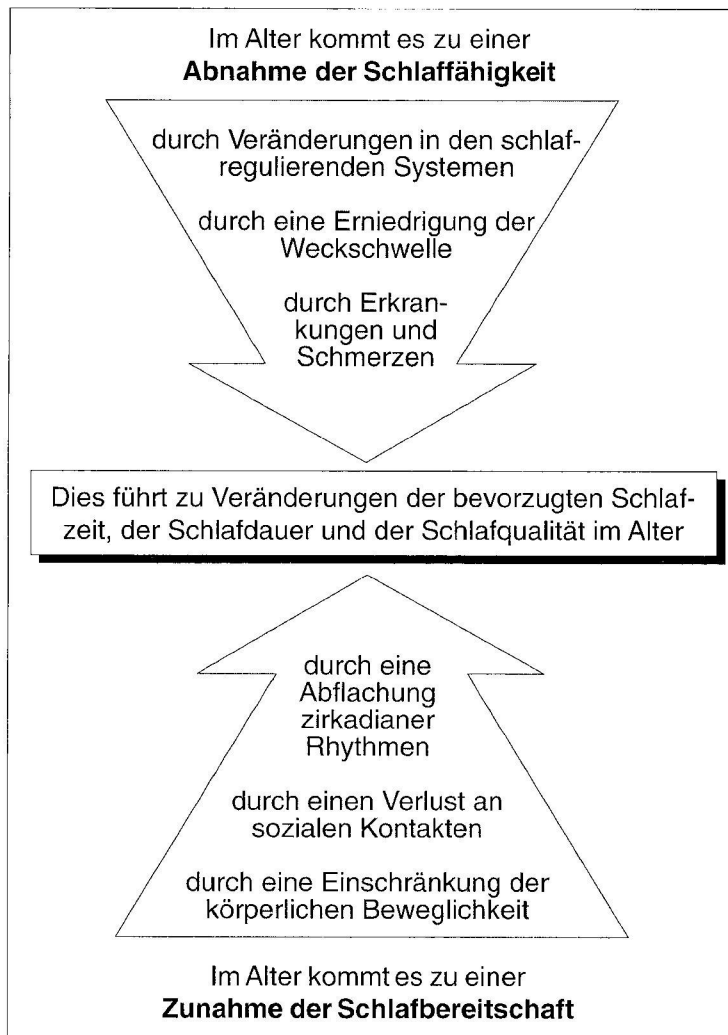 Im Alter kommt es zu einer
Abnahme der Schlaffähigkeit
durch Veränderungen in den schlaf-
regulierenden Systemen
durch eine Erniedrigung der
Weckschwelle
durch Erkran-
kungen und
Schmerzen
Dies führt zu Veränderungen der bevorzugten Schlaf-
zeit, der Schlafdauer und der Schlafqualität im Alter
durch eine
Abflachung
zirkadianer
Rhythmen
durch einen Verlust an
sozialen Kontakten
durch eine Einschränkung der
körperlichen Beweglichkeit
Im Alter kommt es zu einer
Zunahme der Schlafbereitschaft